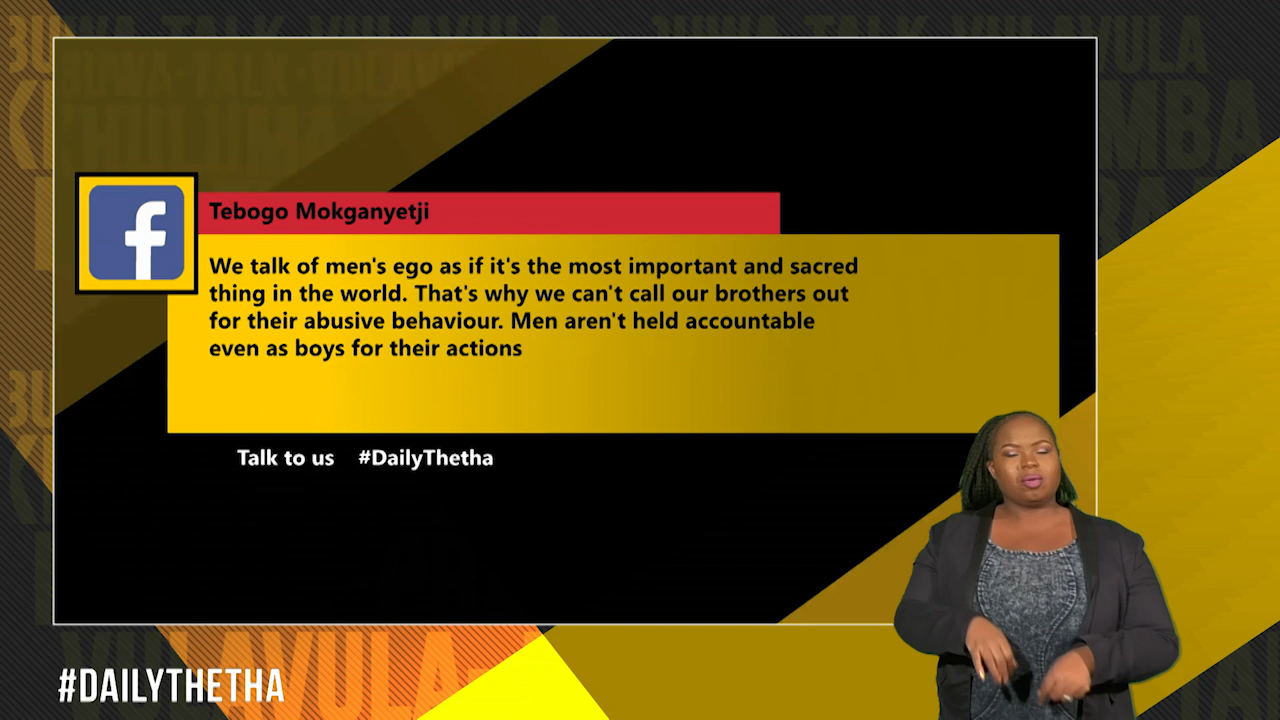 Tebogo Mokganyetji
We talk of men's ego as if it's the most important and sacred
thing in the world. That's why we can't call our brothers out
for their abusive behaviour. Men aren't held accountable
even as boys for their actions
Talk to us #DailyThetha
#DAILYTHETHA
VULAVULA